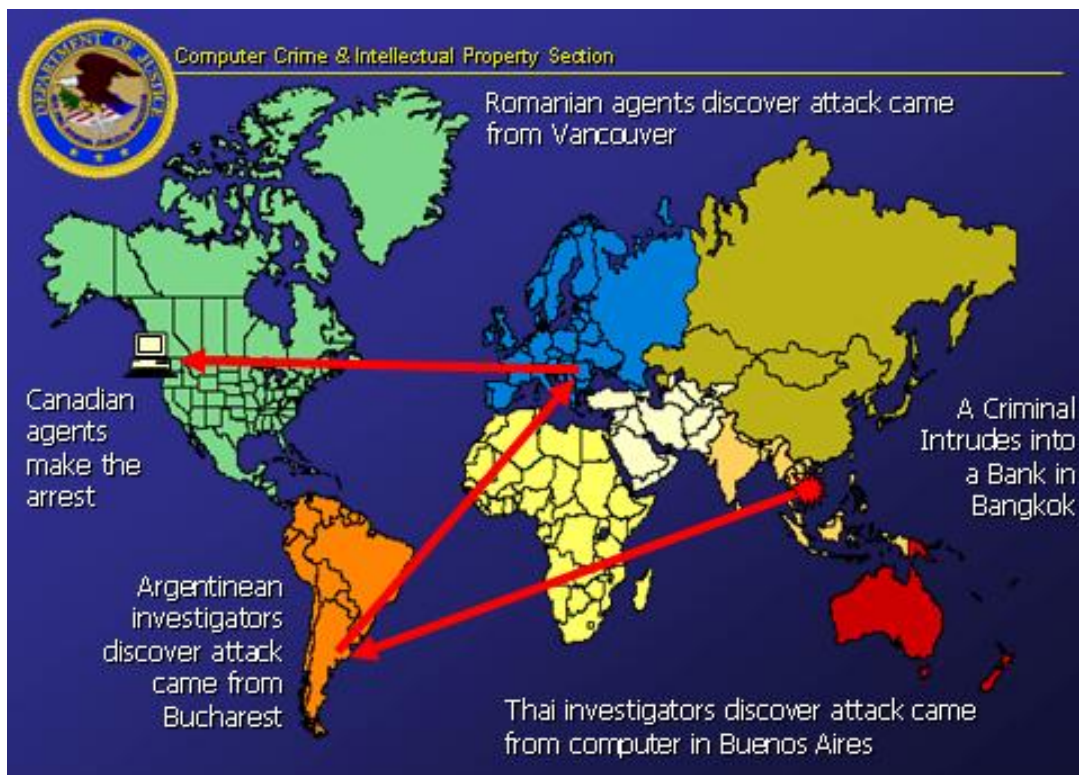 DEPARTMENT OF JUSTICE
Computer Crime & Intellectual Property Section
Romanian agents discover attack came
from Vancouver
Canadian
agents
make the
arrest
A Criminal
Intrudes into
a Bank in
Bangkok
Argentinean
investigators
discover attack
came from
Bucharest
Thai investigators discover attack came
from computer in Buenos Aires